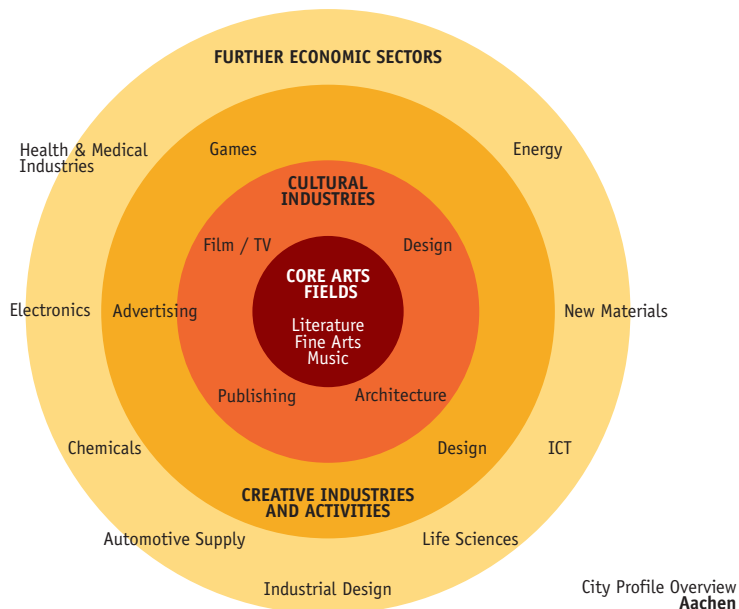 FURTHER ECONOMIC SECTORS
Health & Medical
Industries
Games
Energy
CULTURAL
INDUSTRIES
Film / TV
Design
CORE ARTS
FIELDS
Electronics
Advertising
Literature
Fine Arts
Music
New Materials
Publishing
Architecture
Chemicals
Design
ICT
CREATIVE INDUSTRIES
AND ACTIVITIES
Automotive Supply
Life Sciences
Industrial Design
City Profile Overview
Aachen